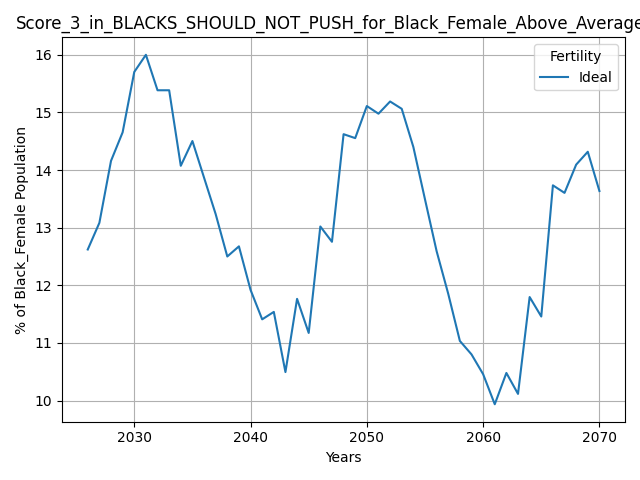 Score_3_in_BLACKS_SHOULD_NOT_PUSH_for_Black_Female_Above_Average
Fertility
Ideal
% of Black_Female Population
16
15
14
13
12
11
10
2030 2040 2050 2060 2070
Years